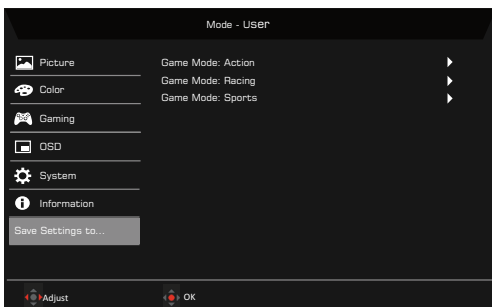 Mode - User
Picture
Color
Gaming
OSD
System
Information
Save Settings to...
Game Mode: Action
Game Mode: Racing
Game Mode: Sports
Adjust
OK